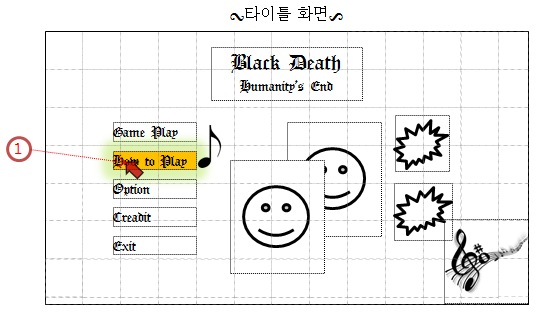 타이틀 화면
Black Death
Humanity's End
Game Play
How to Play
Option
Creadit
Exit
1